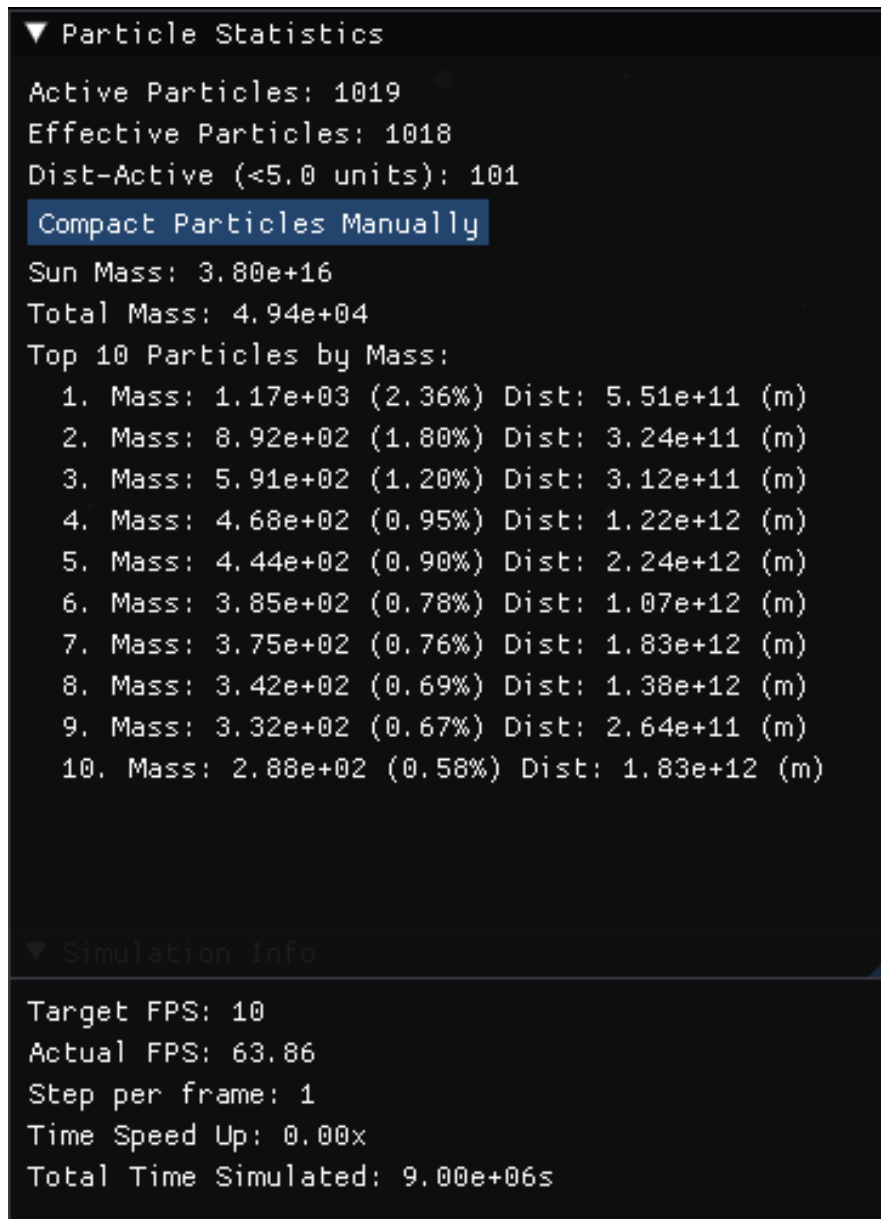 ▼ Particle Statistics
Active Particles: 1019
Effective Particles: 1018
Dist-Active (<5.0 units): 101
Compact Particles Manually
Sun Mass: 3.80e+16
Total Mass: 4.94e+04
Top 10 Particles by Mass:
1. Mass: 1.17e+03 (2.36%) Dist: 5.51e+11 (m)
2. Mass: 8.92e+02 (1.80%) Dist: 3.24e+11 (m)
3. Mass: 5.91e+02 (1.20%) Dist: 3.12e+11 (m)
4. Mass: 4.68e+02 (0.95%) Dist: 1.22e+12 (m)
5. Mass: 4.44e+02 (0.90%) Dist: 2.24e+12 (m)
6. Mass: 3.85e+02 (0.78%) Dist: 1.07e+12 (m)
7. Mass: 3.75e+02 (0.76%) Dist: 1.83e+12 (m)
8. Mass: 3.42e+02 (0.69%) Dist: 1.38e+12 (m)
9. Mass: 3.32e+02 (0.67%) Dist: 2.64e+11 (m)
10. Mass: 2.88e+02 (0.58%) Dist: 1.83e+12 (m)
▼ Simulation Info
Target FPS: 10
Actual FPS: 63.86
Step per frame: 1
Time Speed Up: 0.00x
Total Time Simulated: 9.00e+06s